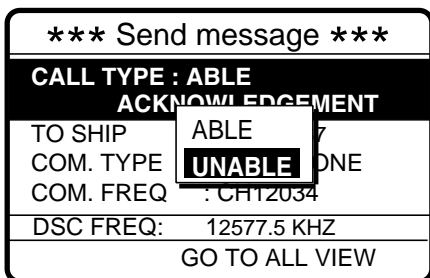 *** Send message ***
CALL TYPE : ABLE
ACKNOWLEDGEMENT
TO SHIP 7
ABLE
COM. TYPE ONE
UNABLE
COM. FREQ : CH12034
DSC FREQ: 12577.5 KHZ
GO TO ALL VIEW